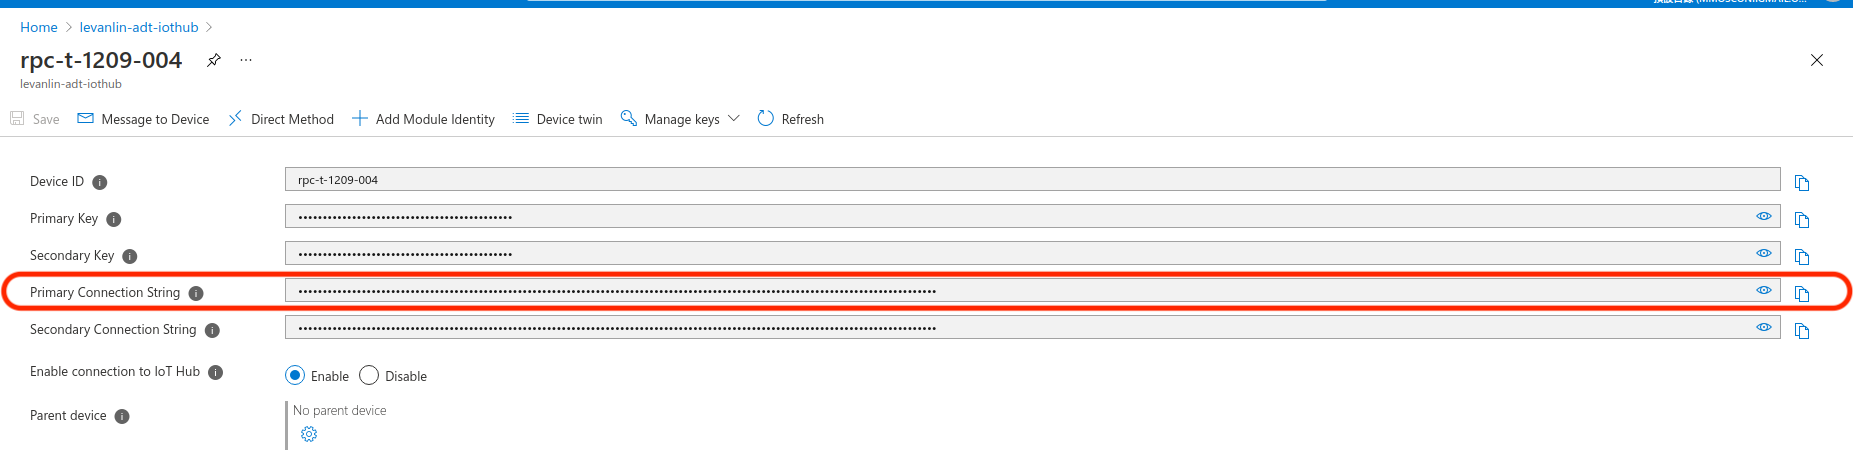 Home > levanlin-adt-iothub >
rpc-t-1209-004 ...
levanlin-adt-iothub
Save Message to Device Direct Method Add Module Identity Device twin Manage keys Refresh
Device ID rpc-t-1209-004
Primary Key
Secondary Key
Primary Connection String
Secondary Connection String
Enable connection to IoT Hub Enable Disable
Parent device No parent device